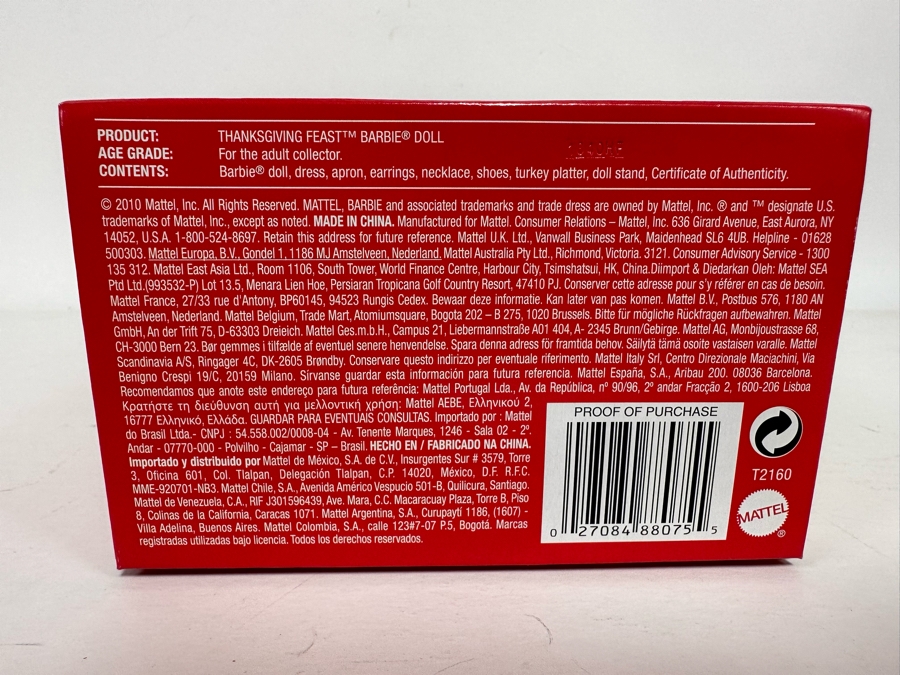 PRODUCT: THANKSGIVING FEAST™ BARBIE® DOLL
AGE GRADE: For the adult collector.
CONTENTS: Barbie® doll, dress, apron, earrings, necklace, shoes, turkey platter, doll stand, Certificate of Authenticity.
© 2010 Mattel, Inc. All Rights Reserved. MATTEL, BARBIE and associated trademarks and trade dress are owned by Mattel, Inc. ® and ™ designate U.S.
trademarks of Mattel, Inc., except as noted. MADE IN CHINA. Manufactured for Mattel. Consumer Relations – Mattel, Inc. 636 Girard Avenue, East Aurora, NY
14052, U.S.A. 1-800-524-8697. Retain this address for future reference. Mattel U.K. Ltd., Vanwall Business Park, Maidenhead SL6 4UB. Helpline - 01628
500303. Mattel Europa, B.V., Gondel 1, 1186 MJ Amstelveen, Nederland. Mattel Australia Pty Ltd., Richmond, Victoria. 3121. Consumer Advisory Service - 1300
135 312. Mattel East Asia Ltd., Room 1106, South Tower, World Finance Centre, Harbour City, Tsimshatsui, HK, China.Diimport & Diedarkan Oleh: Mattel SEA
Ptd Ltd.(993532-P) Lot 13.5, Menara Lien Hoe, Persiaran Tropicana Golf Country Resort, 47410 PJ. Conserver cette adresse pour s'y référer en cas de besoin.
Mattel France, 27/33 rue d'Antony, BP60145, 94523 Rungis Cedex. Bewaar deze informatie. Kan later van pas komen. Mattel B.V., Postbus 576, 1180 AN
Amstelveen, Nederland. Mattel Belgium, Trade Mart, Atomiumsquare, Bogota 202 – B 275, 1020 Brussels. Bitte für mögliche Rückfragen aufbewahren. Mattel
GmbH, An der Trift 75, D-63303 Dreieich. Mattel Ges.m.b.H., Campus 21, Liebermannstraße A01 404, A- 2345 Brunn/Gebirge. Mattel AG, Monbijoustrasse 68,
CH-3000 Bern 23. Bør gemmes i tilfælde af eventuel senere henvendelse. Spara denna adress för framtida behov. Säilytä tämä osoite vastaisen varalle. Mattel
Scandinavia A/S, Ringager 4C, DK-2605 Brøndby. Conservare questo indirizzo per eventuale riferimento. Mattel Italy Srl, Centro Direzionale Maciachini, Via
Benigno Crespi 19/C, 20159 Milano. Sírvanse guardar esta información para futura referencia. Mattel España, S.A., Aribau 200. 08036 Barcelona.
Recomendamos que anote este endereço para futura referência: Mattel Portugal Lda., Av. da República, nº 90/96, 2º andar Fracção 2, 1600-206 Lisboa
Κρατήστε τη διεύθυνση αυτή για μελλοντική χρήση: Mattel AEBE, Ελληνικού 2,
16777 Ελληνικό, Ελλάδα. GUARDAR PARA EVENTUAIS CONSULTAS. Importado por : Mattel
do Brasil Ltda.- CNPJ : 54.558.002/0008-04 - Av. Tenente Marques, 1246 - Sala 02 - 2º.
Andar - 07770-000 - Polvilho - Cajamar - SP – Brasil. HECHO EN / FABRICADO NA CHINA.
Importado y distribuido por Mattel de México, S.A. de C.V., Insurgentes Sur # 3579, Torre
3, Oficina 601, Col. Tlalpan, Delegación Tlalpan, C.P. 14020, México, D.F. R.F.C.
MME-920701-NB3. Mattel Chile, S.A., Avenida Américo Vespucio 501-B, Quilicura, Santiago.
Mattel de Venezuela, C.A., RIF J301596439, Ave. Mara, C.C. Macaracuay Plaza, Torre B, Piso
8, Colinas de la California, Caracas 1071. Mattel Argentina, S.A., Curupaytí 1186, (1607) -
Villa Adelina, Buenos Aires. Mattel Colombia, S.A., calle 123#7-07 P.5, Bogotá. Marcas
registradas utilizadas bajo licencia. Todos los derechos reservados.
PROOF OF PURCHASE
0 27084 88075 5
T2160
MATTEL®